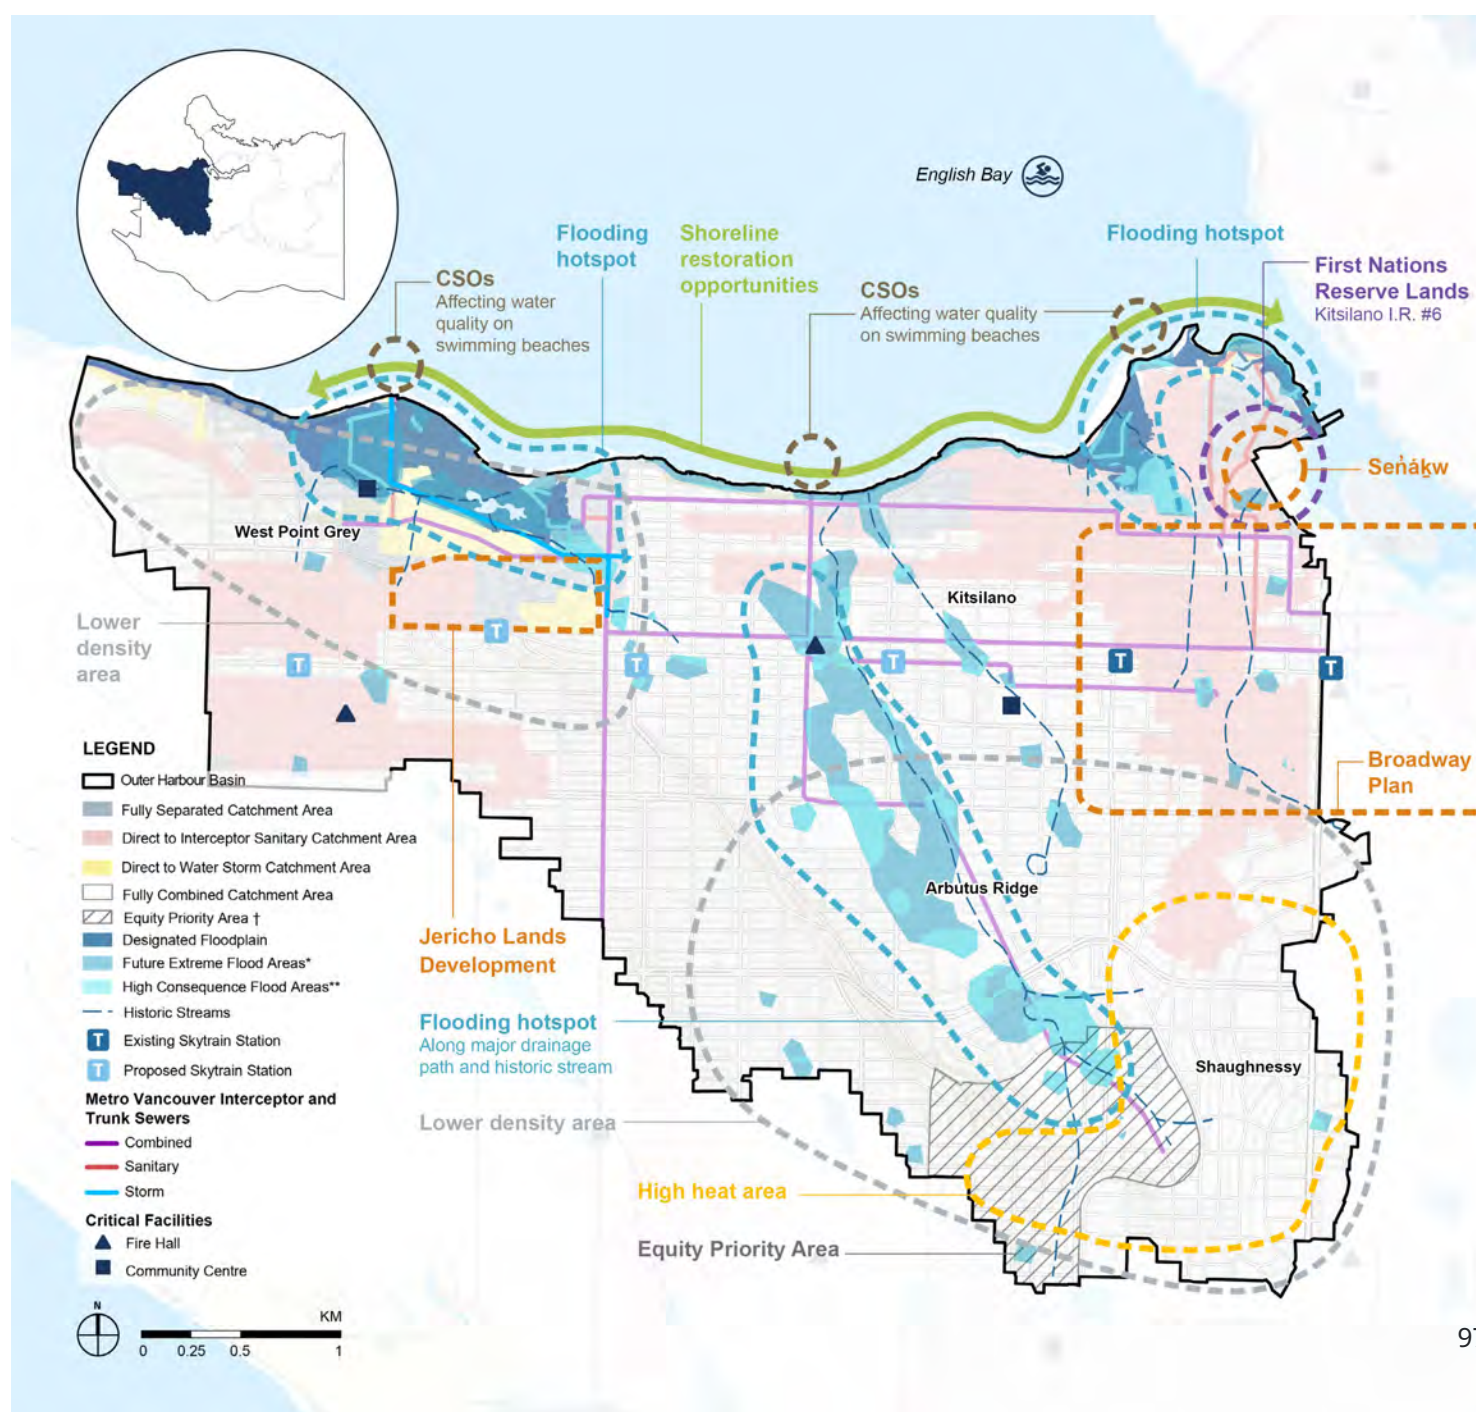 English Bay
Flooding
hotspot
Shoreline
restoration
opportunities
Flooding hotspot
First Nations
Reserve Lands
Kitsilano I.R. #6
CSOs
Affecting water
quality on
swimming beaches
CSOs
Affecting water quality
on swimming beaches
Sen̓áḵw
West Point Grey
Kitsilano
Lower
density
area
T
T
T
T
T
T
Broadway
Plan
LEGEND
Outer Harbour Basin
Fully Separated Catchment Area
Direct to Interceptor Sanitary Catchment Area
Direct to Water Storm Catchment Area
Fully Combined Catchment Area
Equity Priority Area †
Designated Floodplain
Future Extreme Flood Areas*
High Consequence Flood Areas**
Historic Streams
T Existing Skytrain Station
T Proposed Skytrain Station
Metro Vancouver Interceptor and
Trunk Sewers
Combined
Sanitary
Storm
Critical Facilities
Fire Hall
Community Centre
Arbutus Ridge
Jericho Lands
Development
Flooding hotspot
Along major drainage
path and historic stream
Shaughnessy
Lower density area
High heat area
Equity Priority Area
N
KM
0 0.25 0.5 1